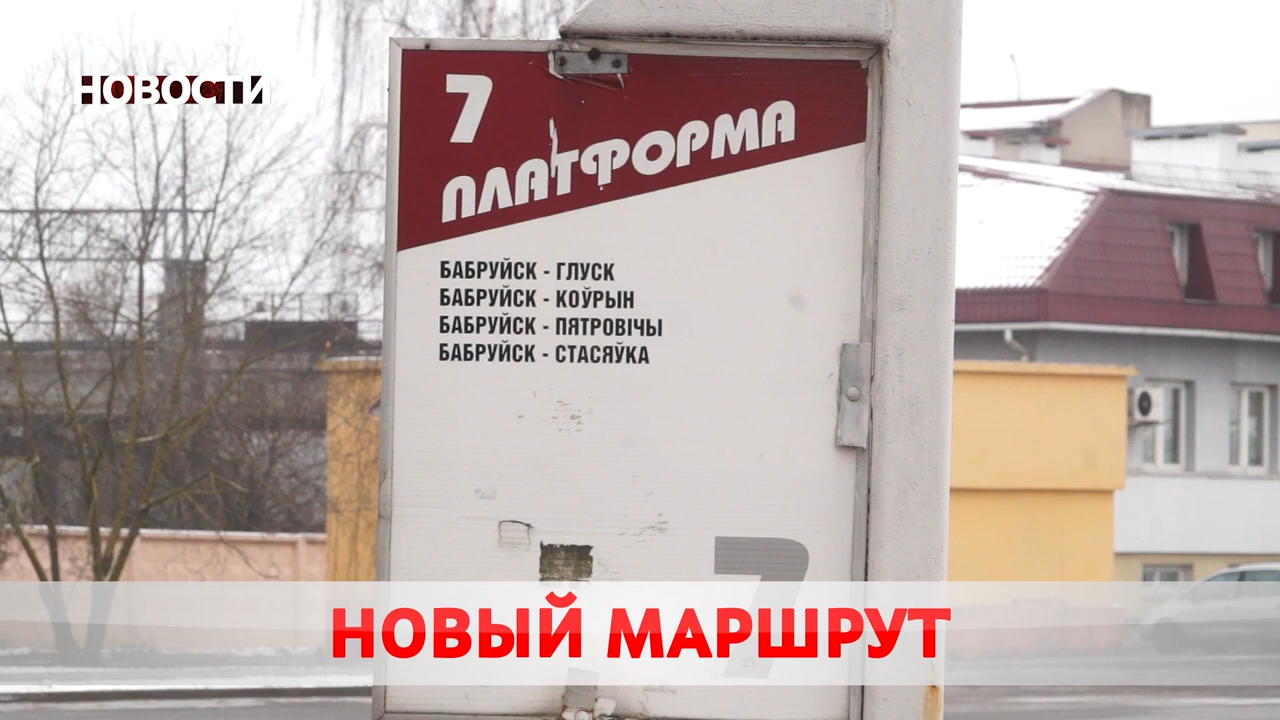 НОВОСТИ
7
ПЛАТФОРМА
БАБРУЙСК - ГЛУСК
БАБРУЙСК - КОЎРЫН
БАБРУЙСК - ПЯТРОВІЧЫ
БАБРУЙСК - СТАСЯЎКА
7
НОВЫЙ МАРШРУТ